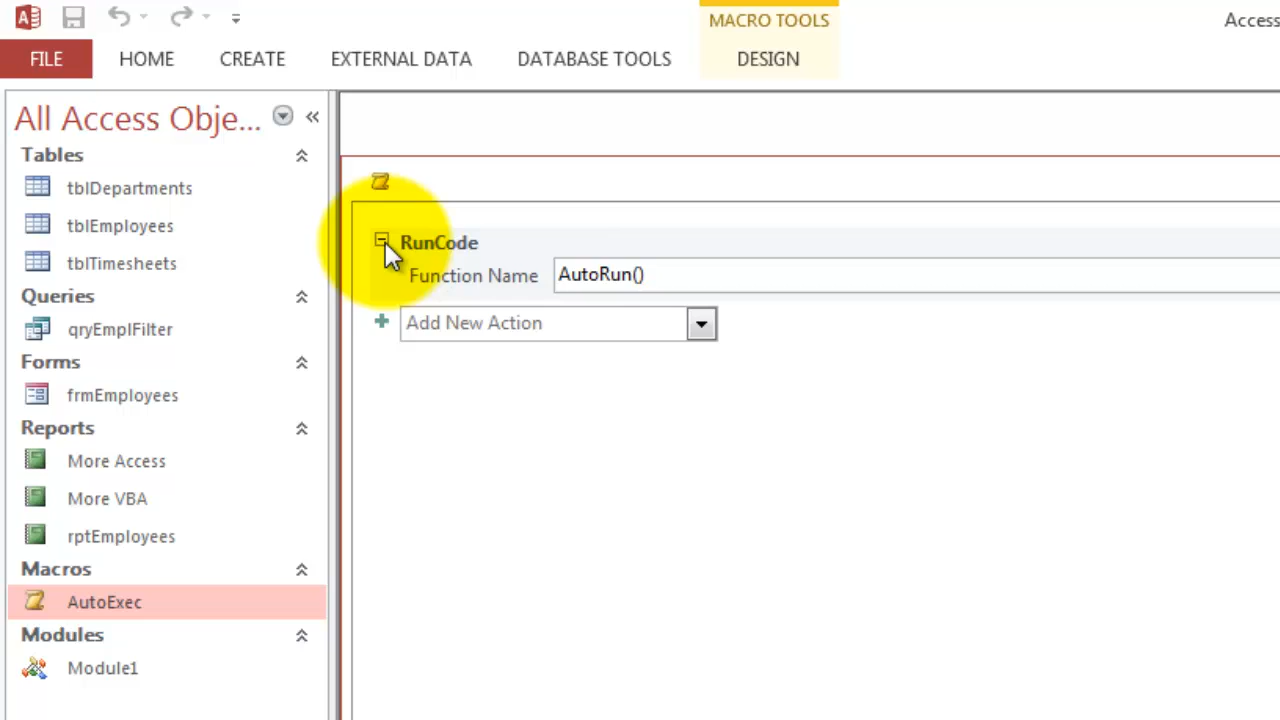 MACRO TOOLS
Access
FILE HOME CREATE EXTERNAL DATA DATABASE TOOLS DESIGN
All Access Obje...
Tables
tblDepartments
tblEmployees
tblTimesheets
Queries
qryEmplFilter
Forms
frmEmployees
Reports
More Access
More VBA
rptEmployees
Macros
AutoExec
Modules
Module1
RunCode
Function Name AutoRun()
Add New Action